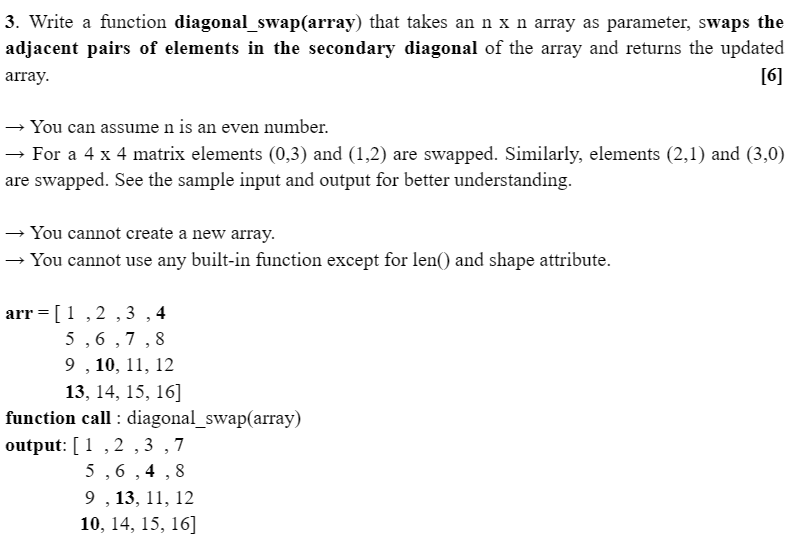 3. Write a function diagonal_swap(array) that takes an n x n array as parameter, swaps the
adjacent pairs of elements in the secondary diagonal of the array and returns the updated
array. [6]
→ You can assume n is an even number.
→ For a 4 x 4 matrix elements (0,3) and (1,2) are swapped. Similarly, elements (2,1) and (3,0)
are swapped. See the sample input and output for better understanding.
→ You cannot create a new array.
→ You cannot use any built-in function except for len() and shape attribute.
arr = [ 1 , 2 , 3 , 4
5 , 6 , 7 , 8
9 , 10, 11, 12
13, 14, 15, 16]
function call : diagonal_swap(array)
output: [ 1 , 2 , 3 , 7
5 , 6 , 4 , 8
9 , 13, 11, 12
10, 14, 15, 16]